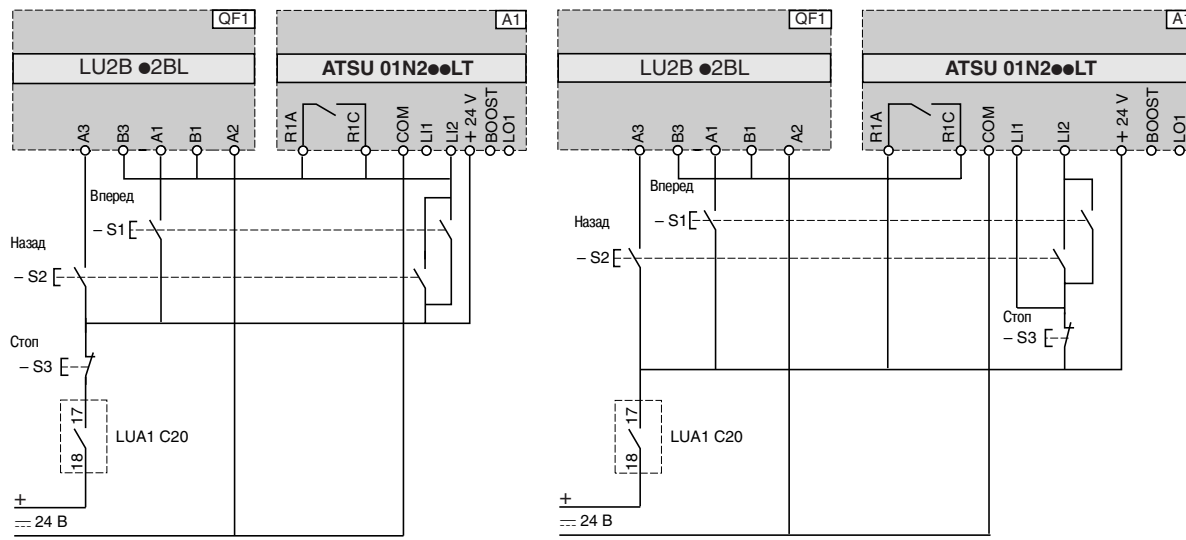 QF1
A1
LU2B ●2BL
ATSU 01N2●●LT
A3
B3
A1
B1
A2
R1A
R1C
COM
LI1
LI2
+ 24 V
BOOST
LO1
Вперед
– S1
Назад
– S2
Стоп
– S3
17
18
LUA1 C20
+
24 В
QF1
A1
LU2B ●2BL
ATSU 01N2●●LT
A3
B3
A1
B1
A2
R1A
R1C
COM
LI1
LI2
+ 24 V
BOOST
LO1
Вперед
– S1
Назад
– S2
Стоп
– S3
17
18
LUA1 C20
+
24 В